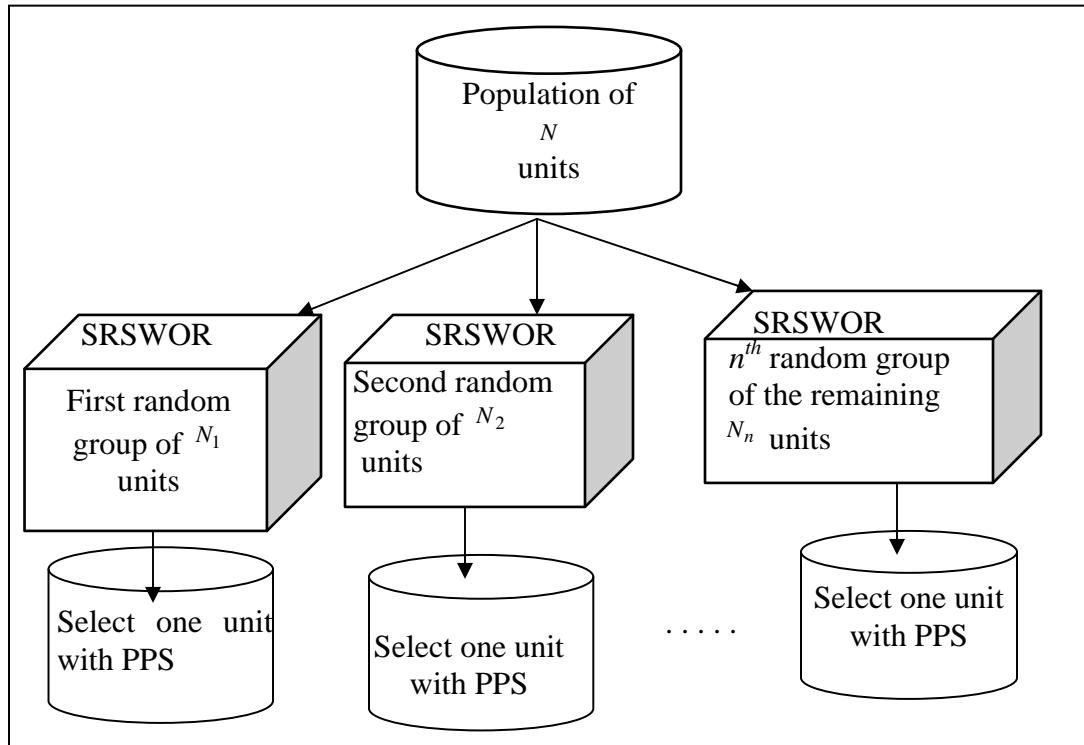 Population of
N
units
SRSWOR
First random
group of N₁
units
SRSWOR
Second random
group of N₂
units
SRSWOR
nᵗʰ random group
of the remaining
Nₙ units
Select one unit
with PPS
Select one unit
with PPS
. . . . .
Select one unit
with PPS